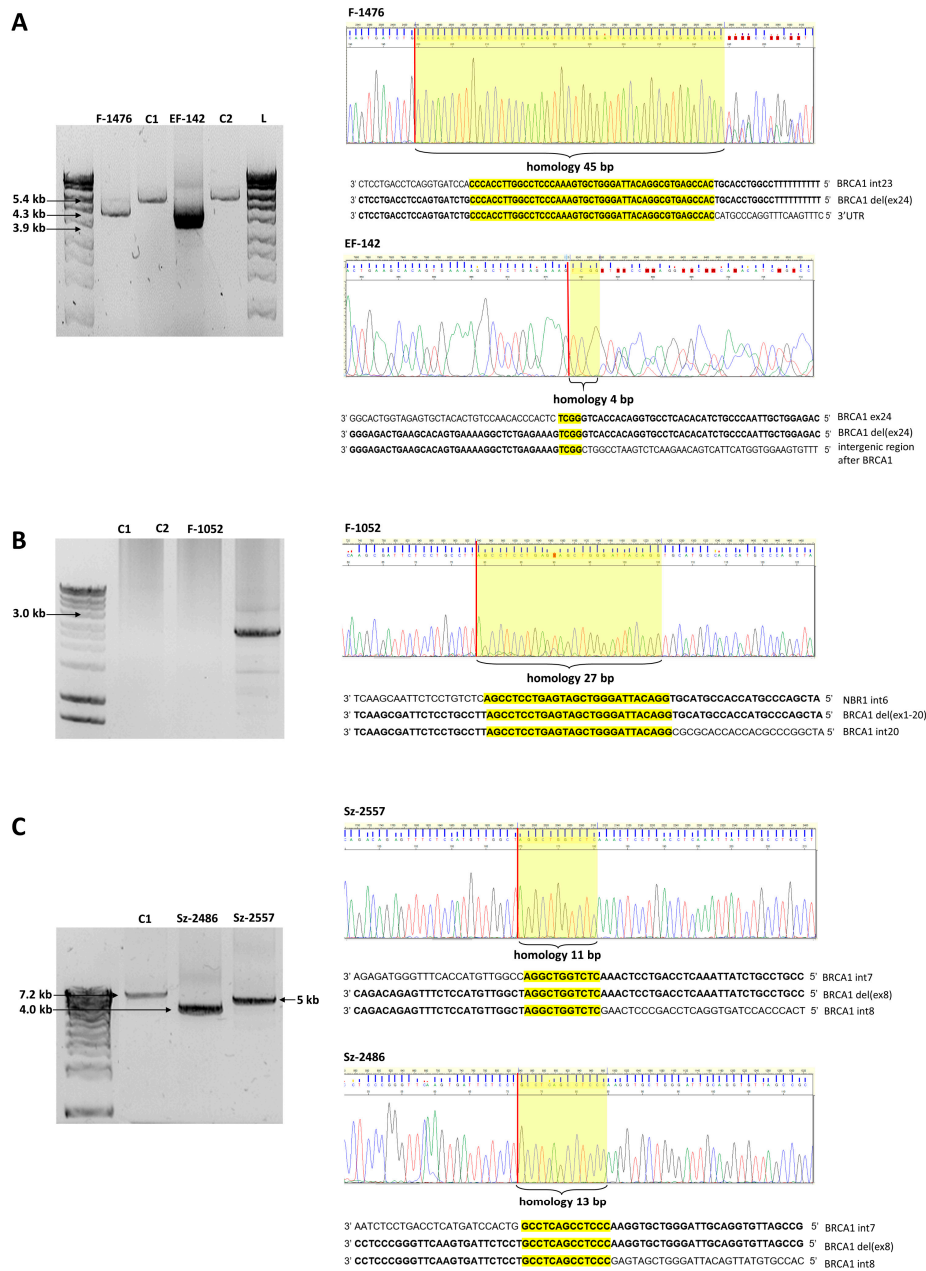 A
F-1476
F-1476 C1 EF-142 C2 L
5.4 kb
4.3 kb
3.9 kb
homology 45 bp
3' CTCCTGACCTCAGGTGATCCACCCACCTTGGCCTCCCAAAGTGCTGGGATTACAGGCGTGAGCCACTGCACCTGGCCTTTTTTTTTT 5' BRCA1 int23
3' CTCCTGACCTCCAGTGATCTGCCCACCTTGGCCTCCCAAAGTGCTGGGATTACAGGCGTGAGCCACTGCACCTGGCCTTTTTTTTTT 5' BRCA1 del(ex24)
3' CTCCTGACCTCCAGTGATCTGCCCACCTTGGCCTCCCAAAGTGCTGGGATTACAGGCGTGAGCCACCATGCCCAGGTTTCAAGTTTC 5' 3'UTR
EF-142
homology 4 bp
3' GGCACTGGTAGAGTGCTACACTGTCCAACACCCACTCTCGGGTCACCACAGGTGCCTCACACATCTGCCCAATTGCTGGAGAC 5' BRCA1 ex24
3' GGGAGACTGAAGCACAGTGAAAAGGCTCTGAGAAAGTCGGGTCACCACAGGTGCCTCACACATCTGCCCAATTGCTGGAGAC 5' BRCA1 del(ex24)
3' GGGAGACTGAAGCACAGTGAAAAGGCTCTGAGAAAGTCGGCTGGCCTAAGTCTCAAGAACAGTCATTCATGGTGGAAGTGTTT 5' intergenic region after BRCA1
B
C1 C2 F-1052
3.0 kb
F-1052
homology 27 bp
3' TCAAGCAATTCTCCTGTCTCAGCCTCCTGAGTAGCTGGGATTACAGGTGCATGCCACCATGCCCAGCTA 5' NBR1 int6
3' TCAAGCGATTCTCCTGCCTTAGCCTCCTGAGTAGCTGGGATTACAGGTGCATGCCACCATGCCCAGCTA 5' BRCA1 del(ex1-20)
3' TCAAGCGATTCTCCTGCCTTAGCCTCCTGAGTAGCTGGGATTACAGGCGCGCACCACCACGCCCGGCTA 5' BRCA1 int20
C
Sz-2557
C1 Sz-2486 Sz-2557
7.2 kb
4.0 kb
5 kb
homology 11 bp
3' AGAGATGGGTTTCACCATGTTGGCCAGGCTGGTCTCAAACTCCTGACCTCAAATTATCTGCCTGCC 5' BRCA1 int7
3' CAGACAGAGTTTCTCCATGTTGGCTAGGCTGGTCTCAAACTCCTGACCTCAAATTATCTGCCTGCC 5' BRCA1 del(ex8)
3' CAGACAGAGTTTCTCCATGTTGGCTAGGCTGGTCTCGAACTCCCGACCTCAGGTGATCCACCCACT 5' BRCA1 int8
Sz-2486
homology 13 bp
3' AATCTCCTGACCTCATGATCCACTGGCCTCAGCCTCCCAAGGTGCTGGGATTGCAGGTGTTAGCCG 5' BRCA1 int7
3' CCTCCCGGGTTCAAGTGATTCTCCTGCCTCAGCCTCCCAAGGTGCTGGGATTGCAGGTGTTAGCCG 5' BRCA1 del(ex8)
3' CCTCCCGGGTTCAAGTGATTCTCCTGCCTCAGCCTCCCGAGTAGCTGGGATTACAGTTATGTGCCAC 5' BRCA1 int8